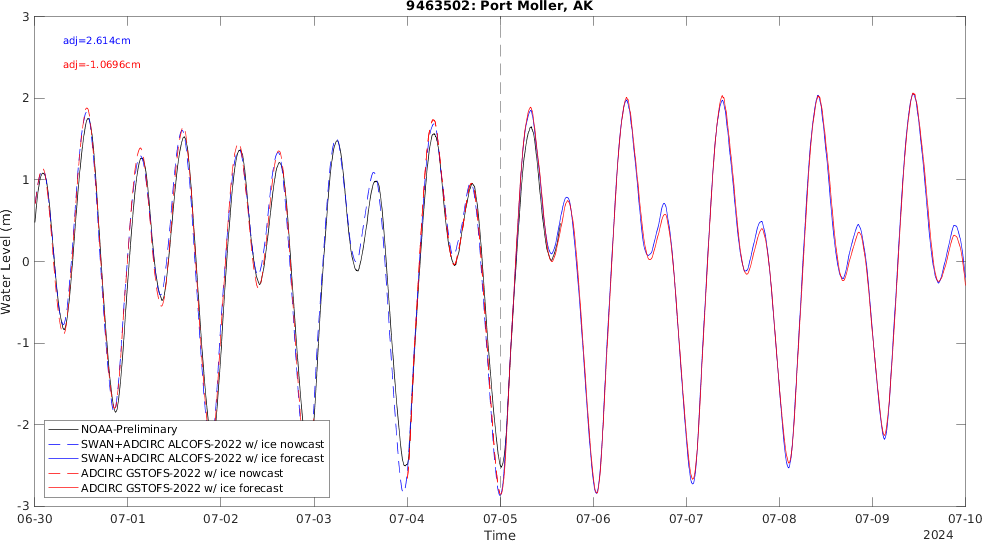 9463502: Port Moller, AK
adj=2.614cm
adj=-1.0696cm
3
2
1
0
-1
-2
-3
Water Level (m)
NOAA-Preliminary
SWAN+ADCIRC ALCOFS-2022 w/ ice nowcast
SWAN+ADCIRC ALCOFS-2022 w/ ice forecast
ADCIRC GSTOFS-2022 w/ ice nowcast
ADCIRC GSTOFS-2022 w/ ice forecast
06-30 07-01 07-02 07-03 07-04 07-05 07-06 07-07 07-08 07-09 07-10
Time
2024